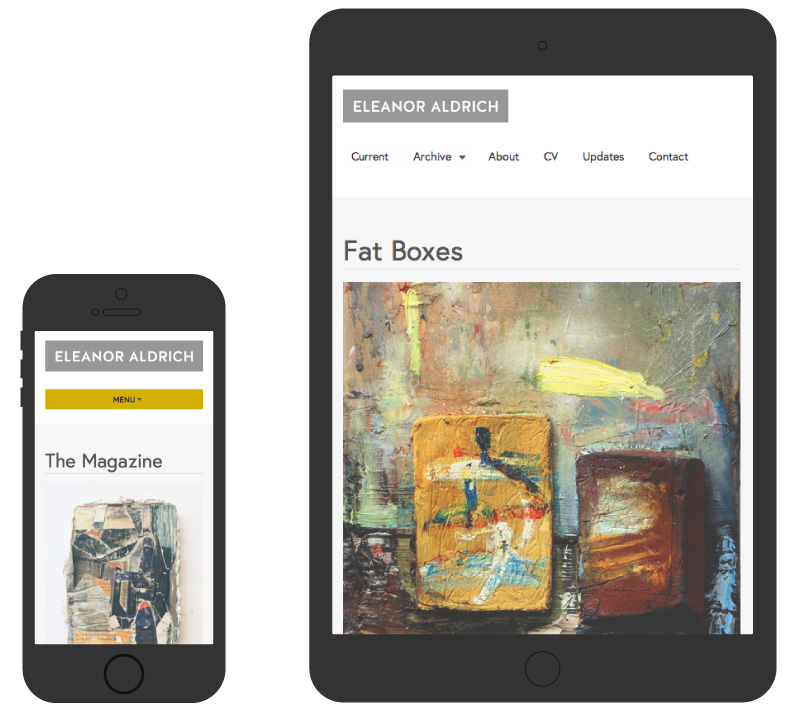 ELEANOR ALDRICH
MENU
The Magazine
ELEANOR ALDRICH
Current Archive About CV Updates Contact
Fat Boxes